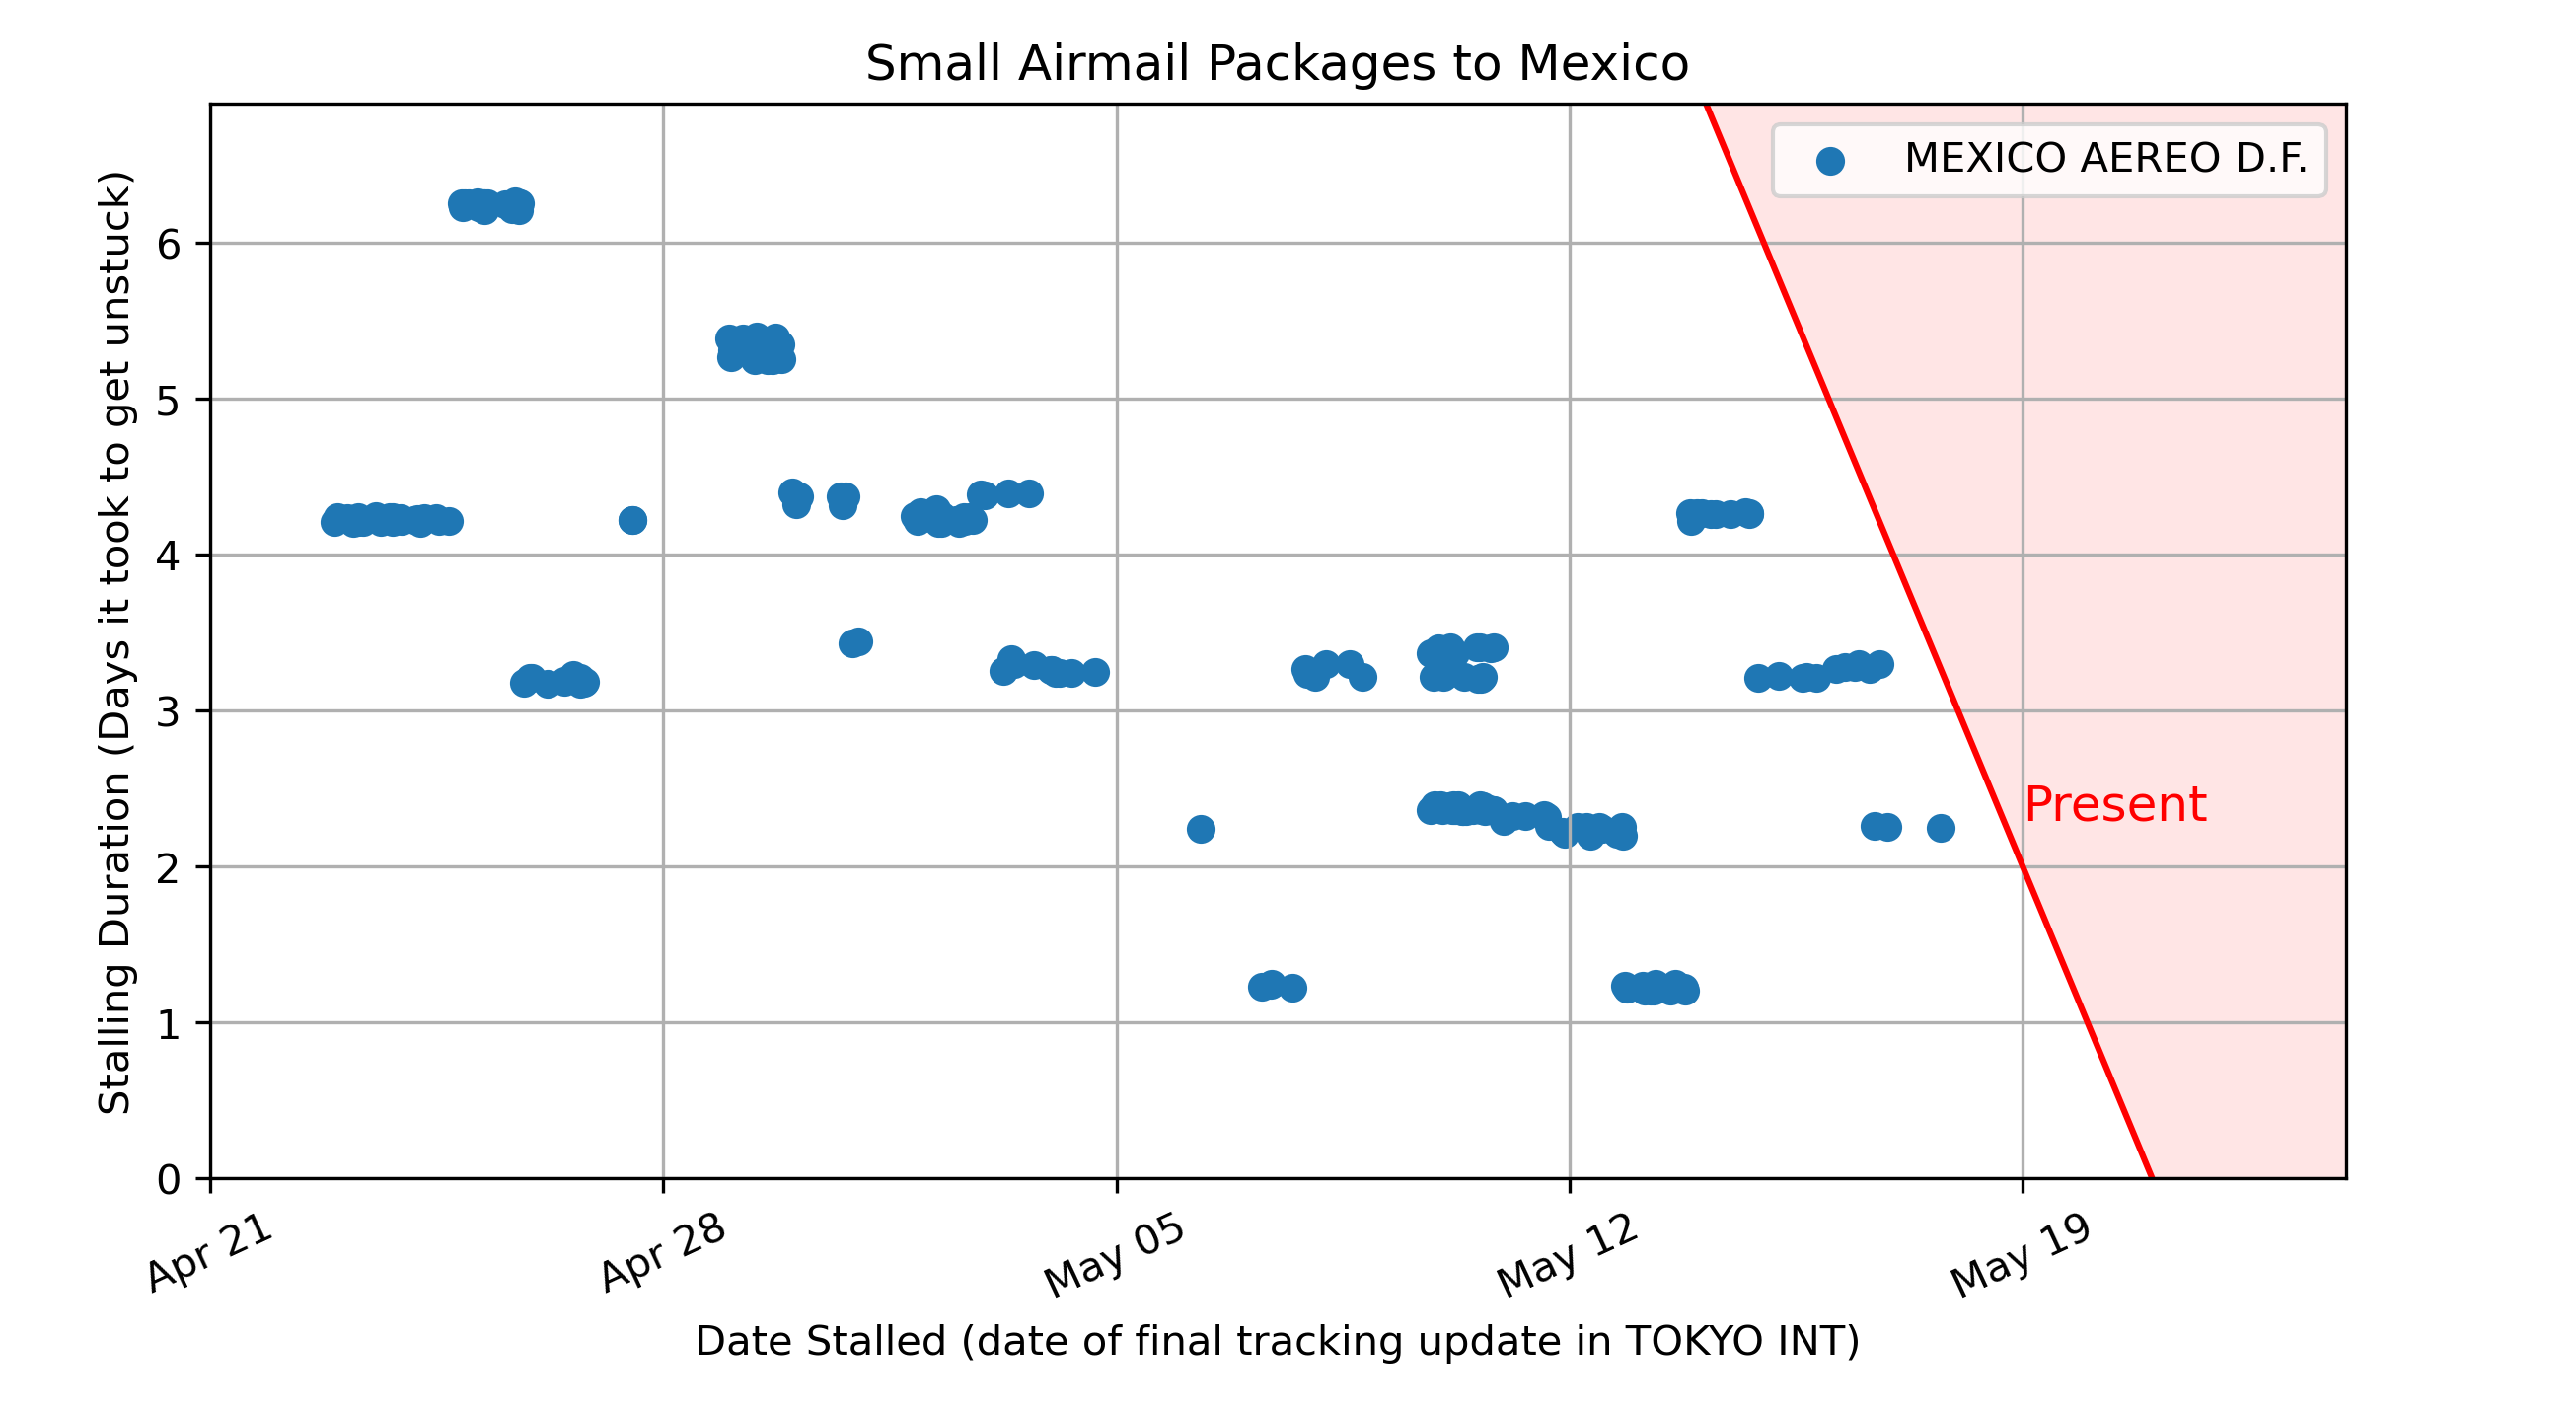 Small Airmail Packages to Mexico
MEXICO AEREO D.F.
Stalling Duration (Days it took to get unstuck)
6
5
4
3
2
1
0
Present
Apr 21
Apr 28
May 05
May 12
May 19
Date Stalled (date of final tracking update in TOKYO INT)